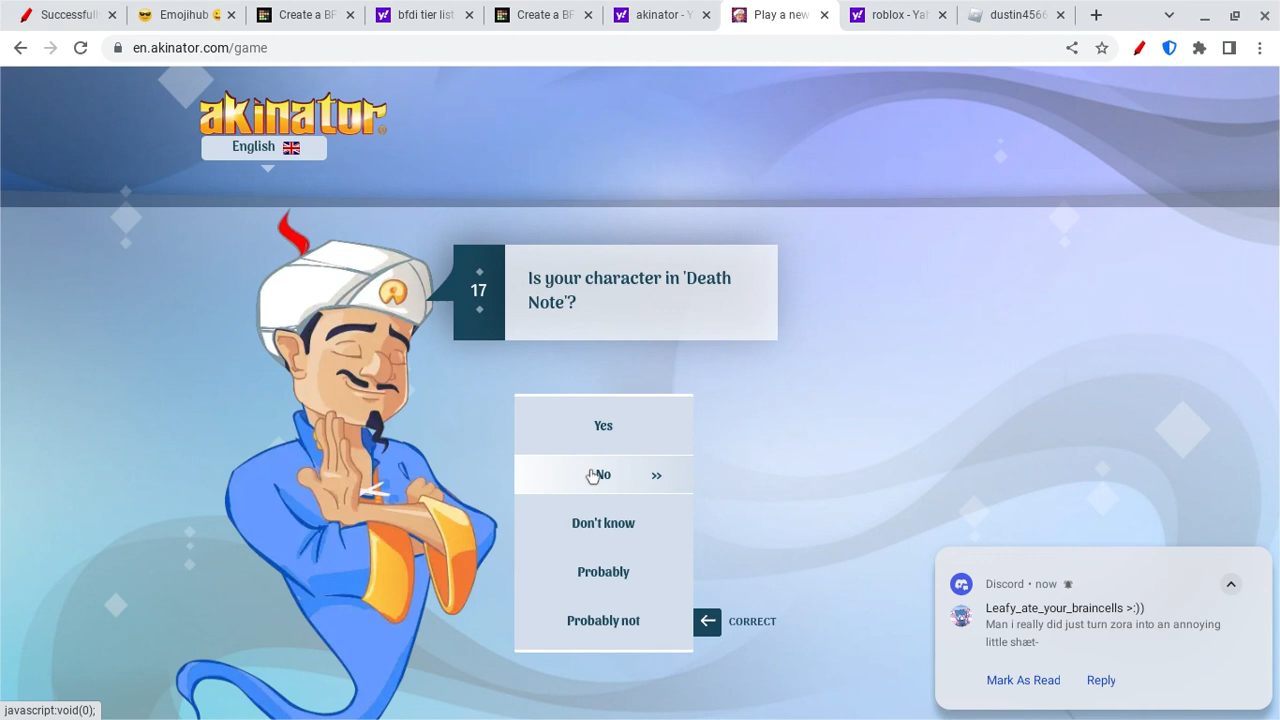 Successful
Emojihub
Create a BF
bfdi tier list
Create a BF
akinator - Y
Play a new
roblox - Ya
dustin4566
en.akinator.com/game
akinator
English
17
Is your character in 'Death
Note'?
Yes
No >>
Don't know
Probably
Probably not
CORRECT
Discord • now
Leafy_ate_your_braincells >:))
Man i really did just turn zora into an annoying
little shæt-
Mark As Read Reply
javascript:void(0);